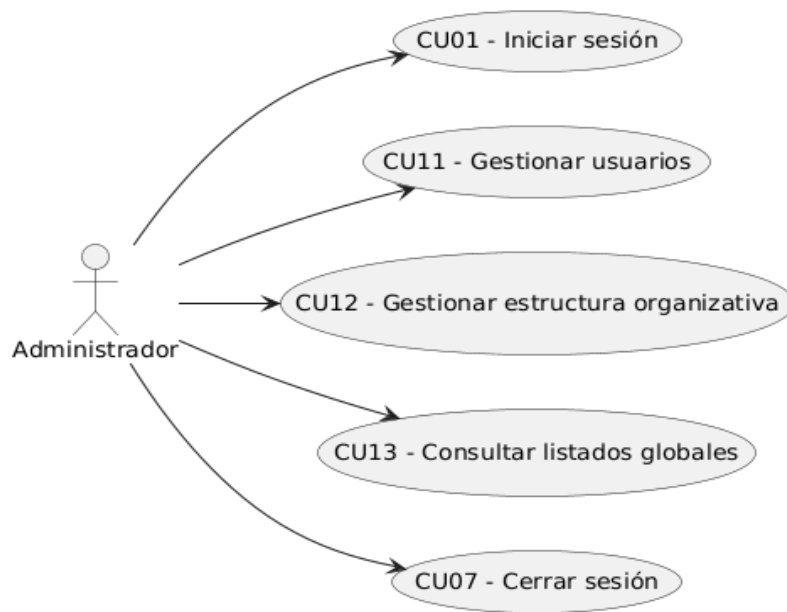 CU01 - Iniciar sesión
CU11 - Gestionar usuarios
CU12 - Gestionar estructura organizativa
Administrador
CU13 - Consultar listados globales
CU07 - Cerrar sesión